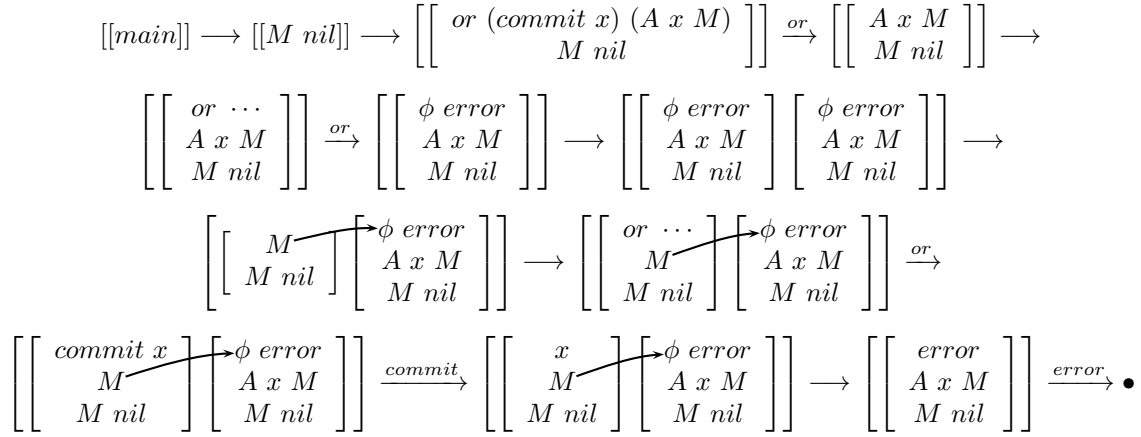 [[main]] ⟶ [[M nil]] ⟶ [[ or (commit x) (A x M) / M nil ]] —or→ [[ A x M / M nil ]] ⟶
[[ or ⋯ / A x M / M nil ]] —or→ [[ ϕ error / A x M / M nil ]] ⟶ [[ ϕ error / A x M / M nil ] [ ϕ error / A x M / M nil ]] ⟶
[[ M / M nil ] [ ϕ error / A x M / M nil ]] ⟶ [[ or ⋯ / M / M nil ] [ ϕ error / A x M / M nil ]] —or→
[[ commit x / M / M nil ] [ ϕ error / A x M / M nil ]] —commit→ [[ x / M / M nil ] [ ϕ error / A x M / M nil ]] ⟶ [[ error / A x M / M nil ]] —error→ •